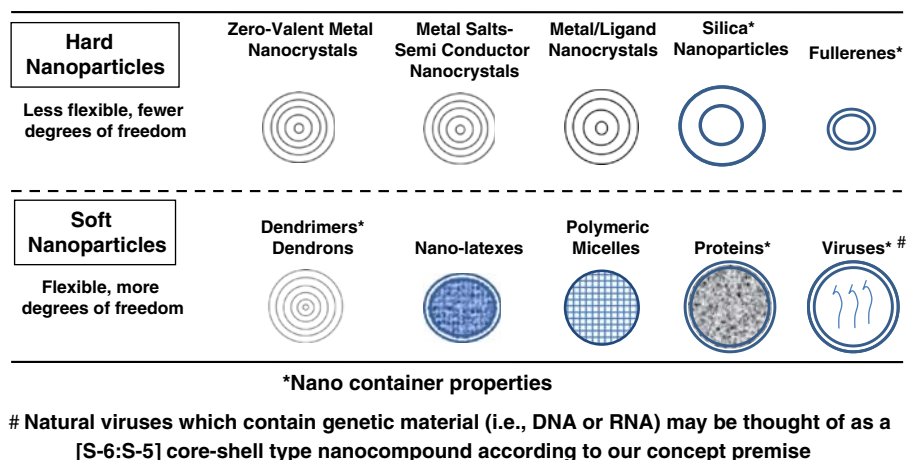 Hard
Nanoparticles
Less flexible, fewer
degrees of freedom
Zero-Valent Metal
Nanocrystals
Metal Salts-
Semi Conductor
Nanocrystals
Metal/Ligand
Nanocrystals
Silica*
Nanoparticles
Fullerenes*
Soft
Nanoparticles
Flexible, more
degrees of freedom
Dendrimers*
Dendrons
Nano-latexes
Polymeric
Micelles
Proteins*
Viruses* #
*Nano container properties
# Natural viruses which contain genetic material (i.e., DNA or RNA) may be thought of as a
[S-6:S-5] core-shell type nanocompound according to our concept premise